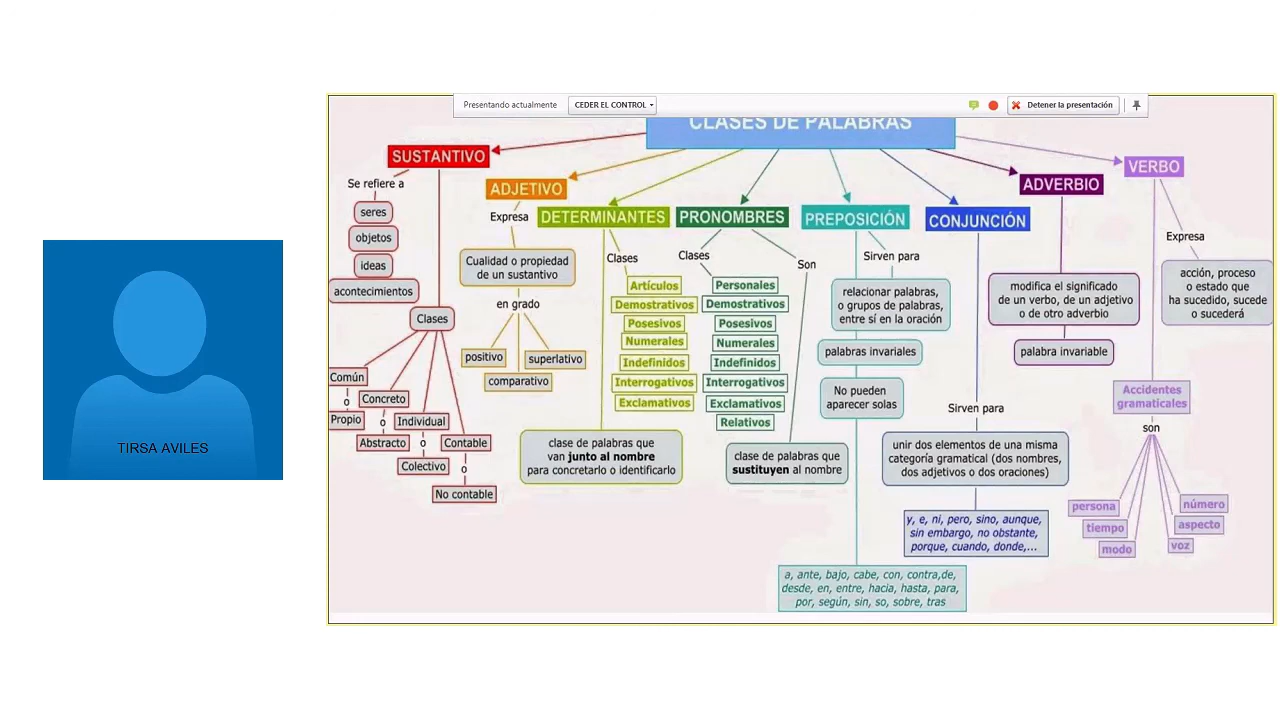 Presentando actualmente
CEDER EL CONTROL
Detener la presentación
CLASES DE PALABRAS
SUSTANTIVO
Se refiere a
seres
objetos
ideas
acontecimientos
Clases
Común
o
Propio
Concreto
o
Abstracto
Individual
o
Colectivo
Contable
o
No contable
ADJETIVO
Expresa
Cualidad o propiedad
de un sustantivo
en grado
positivo
comparativo
superlativo
DETERMINANTES
Clases
Artículos
Demostrativos
Posesivos
Numerales
Indefinidos
Interrogativos
Exclamativos
clase de palabras que
van junto al nombre
para concretarlo o identificarlo
PRONOMBRES
Clases
Personales
Demostrativos
Posesivos
Numerales
Indefinidos
Interrogativos
Exclamativos
Relativos
Son
clase de palabras que
sustituyen al nombre
PREPOSICIÓN
Sirven para
relacionar palabras,
o grupos de palabras,
entre sí en la oración
palabras invariales
No pueden
aparecer solas
a, ante, bajo, cabe, con, contra,de,
desde, en, entre, hacia, hasta, para,
por, según, sin, so, sobre, tras
CONJUNCIÓN
Sirven para
unir dos elementos de una misma
categoría gramatical (dos nombres,
dos adjetivos o dos oraciones)
y, e, ni, pero, sino, aunque,
sin embargo, no obstante,
porque, cuando, donde,...
ADVERBIO
modifica el significado
de un verbo, de un adjetivo
o de otro adverbio
palabra invariable
VERBO
Expresa
acción, proceso
o estado que
ha sucedido, sucede
o sucederá
Accidentes
gramaticales
son
persona
tiempo
modo
número
aspecto
voz
TIRSA AVILES